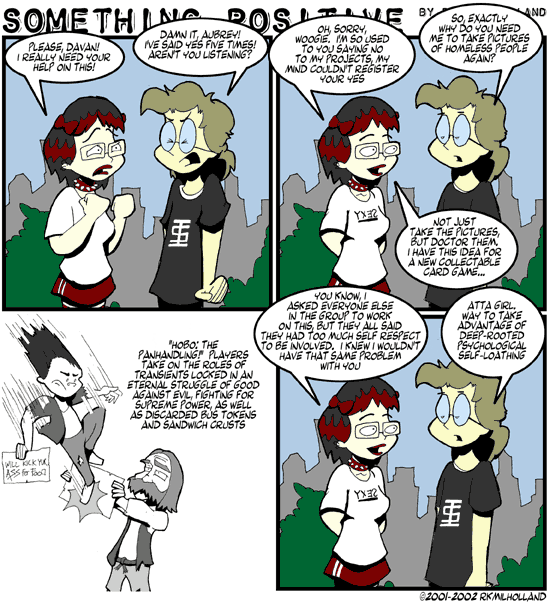 SOMETHING POSITIVE BY R. K. MILHOLLAND
PLEASE, DAVAN!
I REALLY NEED YOUR
HELP ON THIS!
DAMN IT, AUBREY!
I'VE SAID YES FIVE TIMES!
AREN'T YOU LISTENING?
OH, SORRY,
WOOGIE. I'M SO USED
TO YOU SAYING NO
TO MY PROJECTS, MY
MIND COULDN'T REGISTER
YOUR YES
SO, EXACTLY
WHY DO YOU NEED
ME TO TAKE PICTURES
OF HOMELESS PEOPLE
AGAIN?
NOT JUST
TAKE THE PICTURES,
BUT DOCTOR THEM.
I HAVE THIS IDEA FOR
A NEW COLLECTABLE
CARD GAME...
SEXY
"HOBO: THE
PANHANDLING!" PLAYERS
TAKE ON THE ROLES OF
TRANSIENTS LOCKED IN AN
ETERNAL STRUGGLE OF GOOD
AGAINST EVIL, FIGHTING FOR
SUPREME POWER, AS WELL
AS DISCARDED BUS TOKENS
AND SANDWICH CRUSTS
WILL KICK YOUR
ASS for FOOD
YOU KNOW, I
ASKED EVERYONE ELSE
IN THE GROUP TO WORK
ON THIS, BUT THEY ALL SAID
THEY HAD TOO MUCH SELF RESPECT
TO BE INVOLVED. I KNEW I WOULDN'T
HAVE THAT SAME PROBLEM
WITH YOU
ATTA GIRL.
WAY TO TAKE
ADVANTAGE OF
DEEP-ROOTED
PSYCHOLOGICAL
SELF-LOATHING
SEXY
©2001-2002 RKMILHOLLAND